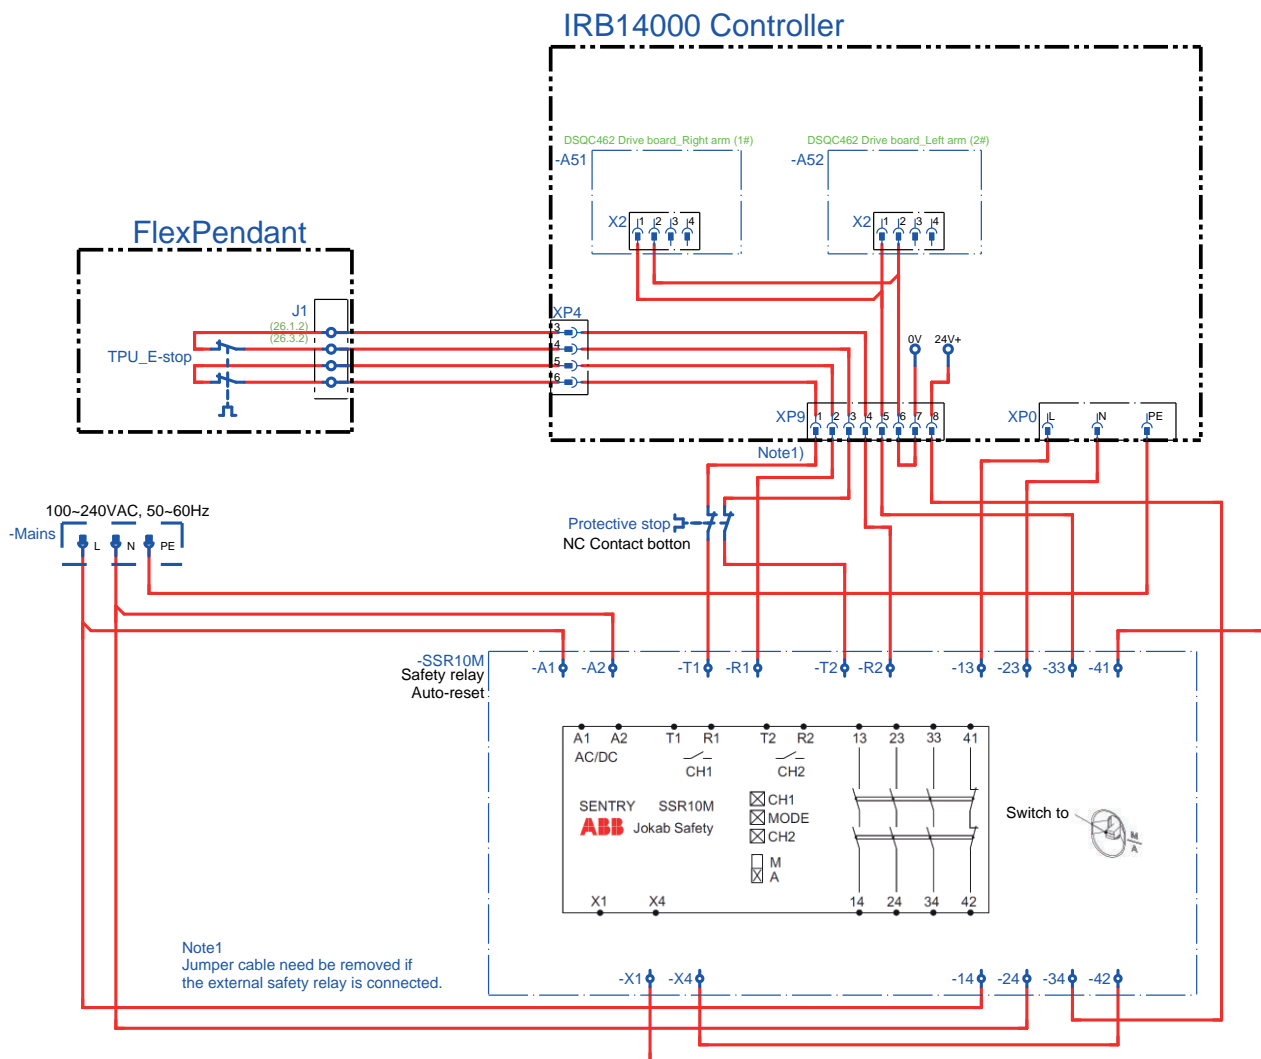 IRB14000 Controller
DSQC462 Drive board_Right arm (1#)
DSQC462 Drive board_Left arm (2#)
-A51
-A52
X2 1 2 3 4
X2 1 2 3 4
FlexPendant
J1
(26.1.2)
(26.3.2)
TPU_E-stop
XP4
3
4
5
6
0V 24V+
XP9 1 2 3 4 5 6 7 8
XP0 L N PE
Note1)
100~240VAC, 50~60Hz
-Mains
L N PE
Protective stop
NC Contact botton
-SSR10M
Safety relay
Auto-reset
-A1 -A2 -T1 -R1 -T2 -R2 -13 -23 -33 -41
A1 A2 T1 R1 T2 R2 13 23 33 41
AC/DC
CH1 CH2
SENTRY SSR10M
ABB Jokab Safety
CH1
MODE
CH2
M
A
Switch to
M
A
X1 X4 14 24 34 42
Note1
Jumper cable need be removed if
the external safety relay is connected.
-X1 -X4 -14 -24 -34 -42